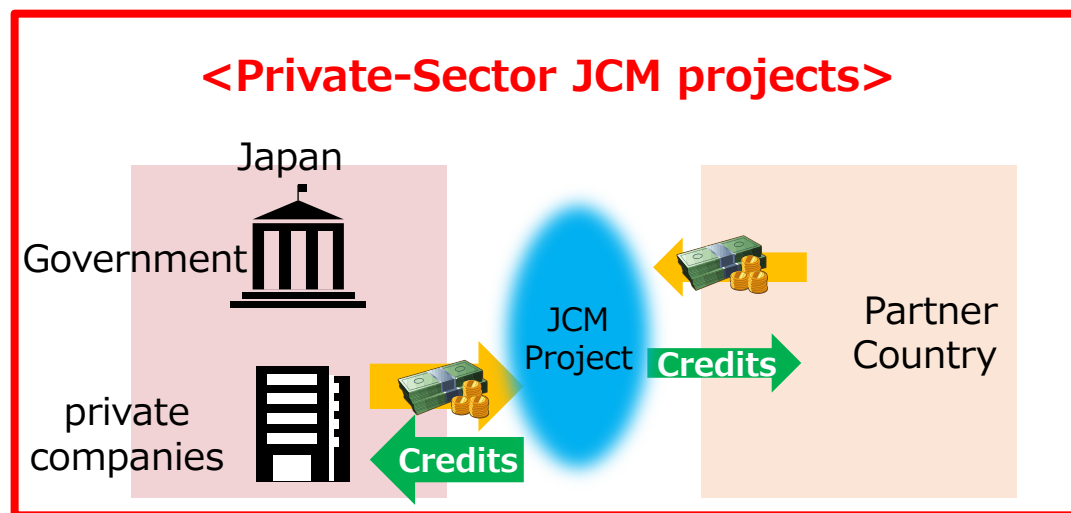 <Private-Sector JCM projects>
Japan
Government
private
companies
Credits
JCM
Project
Credits
Partner
Country